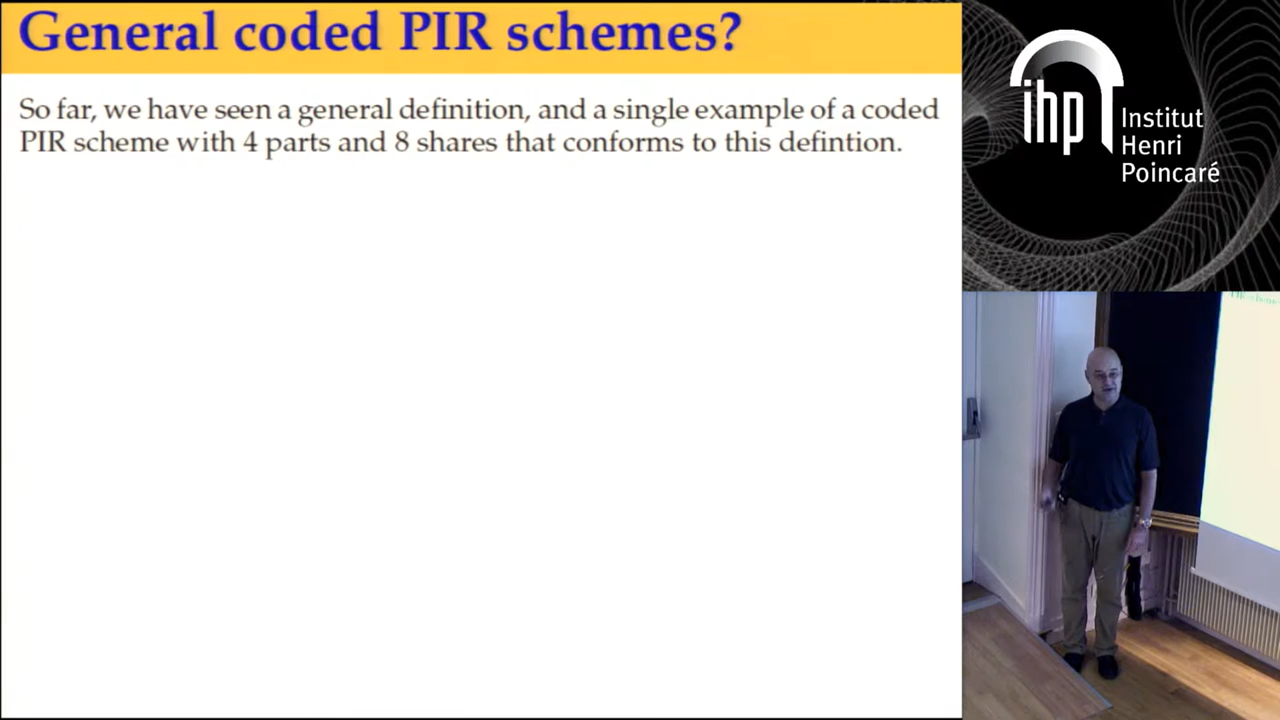 General coded PIR schemes?
So far, we have seen a general definition, and a single example of a coded
PIR scheme with 4 parts and 8 shares that conforms to this defintion.
ihp
Institut
Henri
Poincaré